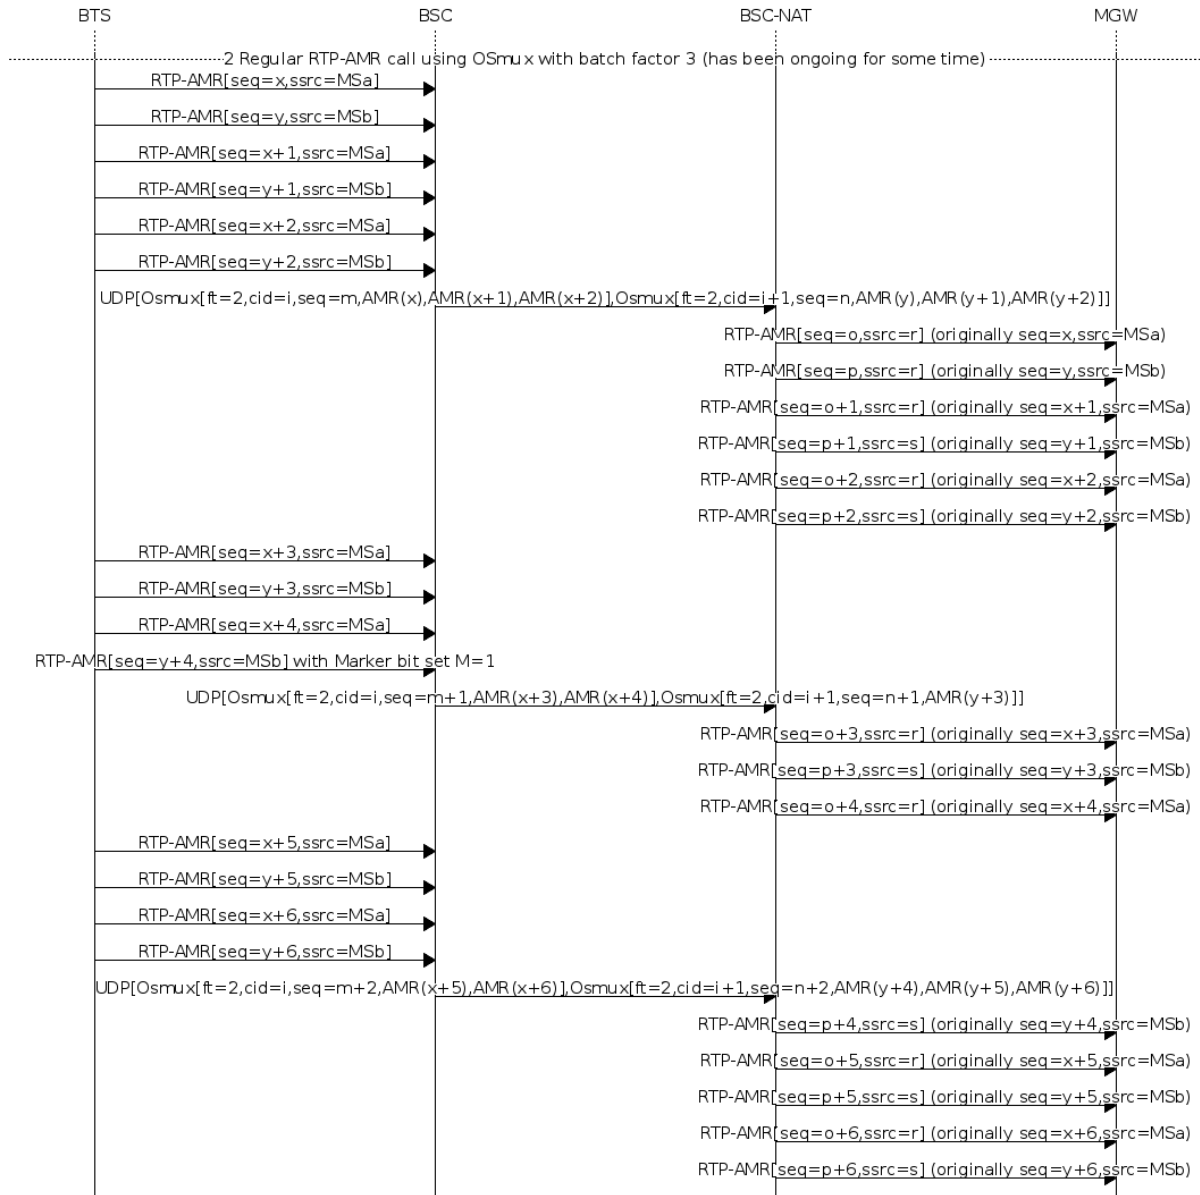 BTS BSC BSC-NAT MGW
2 Regular RTP-AMR call using OSmux with batch factor 3 (has been ongoing for some time)
RTP-AMR[seq=x,ssrc=MSa]
RTP-AMR[seq=y,ssrc=MSb]
RTP-AMR[seq=x+1,ssrc=MSa]
RTP-AMR[seq=y+1,ssrc=MSb]
RTP-AMR[seq=x+2,ssrc=MSa]
RTP-AMR[seq=y+2,ssrc=MSb]
UDP[Osmux[ft=2,cid=i,seq=m,AMR(x),AMR(x+1),AMR(x+2)],Osmux[ft=2,cid=i+1,seq=n,AMR(y),AMR(y+1),AMR(y+2)]]
RTP-AMR[seq=o,ssrc=r] (originally seq=x,ssrc=MSa)
RTP-AMR[seq=p,ssrc=r] (originally seq=y,ssrc=MSb)
RTP-AMR[seq=o+1,ssrc=r] (originally seq=x+1,ssrc=MSa)
RTP-AMR[seq=p+1,ssrc=s] (originally seq=y+1,ssrc=MSb)
RTP-AMR[seq=o+2,ssrc=r] (originally seq=x+2,ssrc=MSa)
RTP-AMR[seq=p+2,ssrc=s] (originally seq=y+2,ssrc=MSb)
RTP-AMR[seq=x+3,ssrc=MSa]
RTP-AMR[seq=y+3,ssrc=MSb]
RTP-AMR[seq=x+4,ssrc=MSa]
RTP-AMR[seq=y+4,ssrc=MSb] with Marker bit set M=1
UDP[Osmux[ft=2,cid=i,seq=m+1,AMR(x+3),AMR(x+4)],Osmux[ft=2,cid=i+1,seq=n+1,AMR(y+3)]]
RTP-AMR[seq=o+3,ssrc=r] (originally seq=x+3,ssrc=MSa)
RTP-AMR[seq=p+3,ssrc=s] (originally seq=y+3,ssrc=MSb)
RTP-AMR[seq=o+4,ssrc=r] (originally seq=x+4,ssrc=MSa)
RTP-AMR[seq=x+5,ssrc=MSa]
RTP-AMR[seq=y+5,ssrc=MSb]
RTP-AMR[seq=x+6,ssrc=MSa]
RTP-AMR[seq=y+6,ssrc=MSb]
UDP[Osmux[ft=2,cid=i,seq=m+2,AMR(x+5),AMR(x+6)],Osmux[ft=2,cid=i+1,seq=n+2,AMR(y+4),AMR(y+5),AMR(y+6)]]
RTP-AMR[seq=p+4,ssrc=s] (originally seq=y+4,ssrc=MSb)
RTP-AMR[seq=o+5,ssrc=r] (originally seq=x+5,ssrc=MSa)
RTP-AMR[seq=p+5,ssrc=s] (originally seq=y+5,ssrc=MSb)
RTP-AMR[seq=o+6,ssrc=r] (originally seq=x+6,ssrc=MSa)
RTP-AMR[seq=p+6,ssrc=s] (originally seq=y+6,ssrc=MSb)